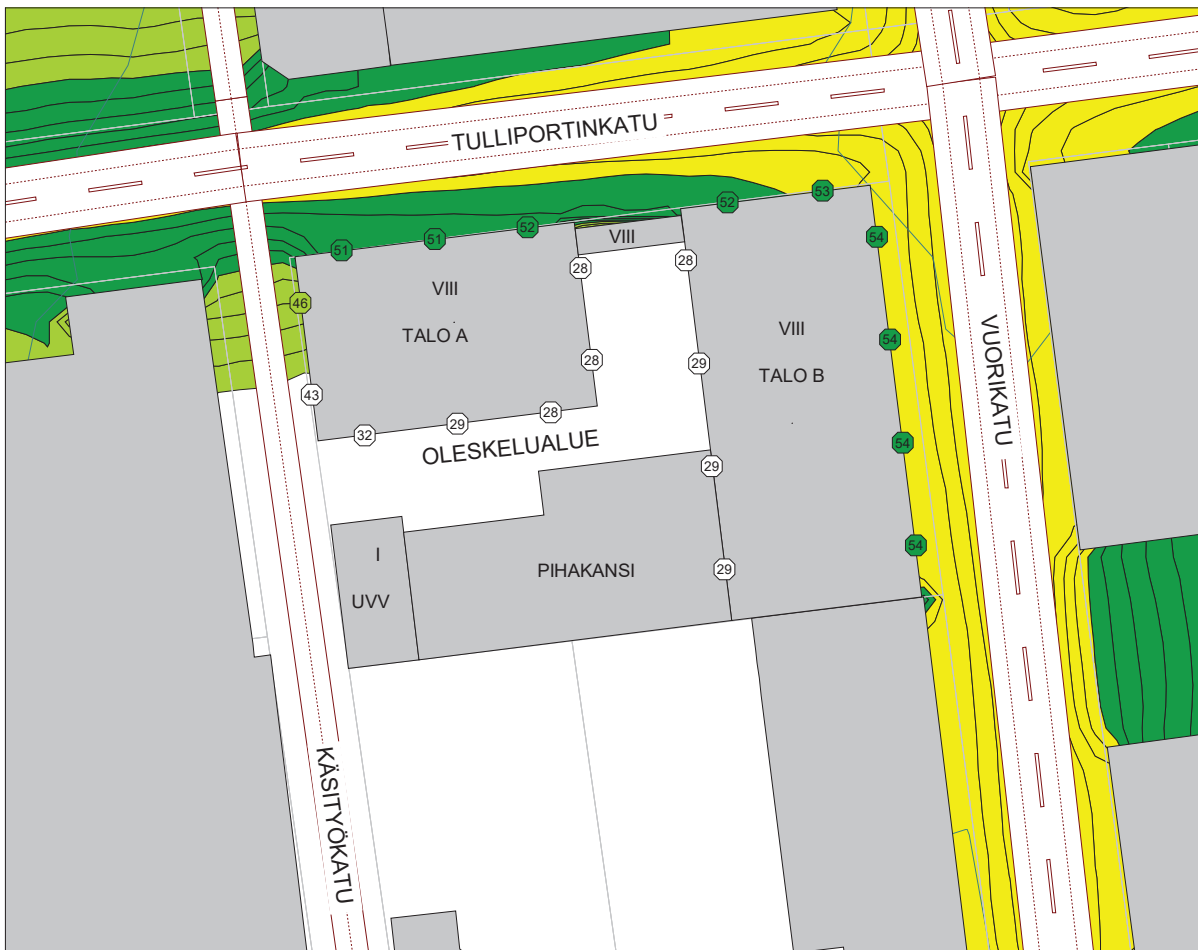 TULLIPORTINKATU
53
52
VIII
52
51
51
54
28
28
VIII
46
VIII
TALO A
54
28
29
TALO B
VUORIKATU
43
28
29
32
54
OLESKELUALUE
29
54
I
PIHAKANSI
29
UVV
KÄSITYÖKATU